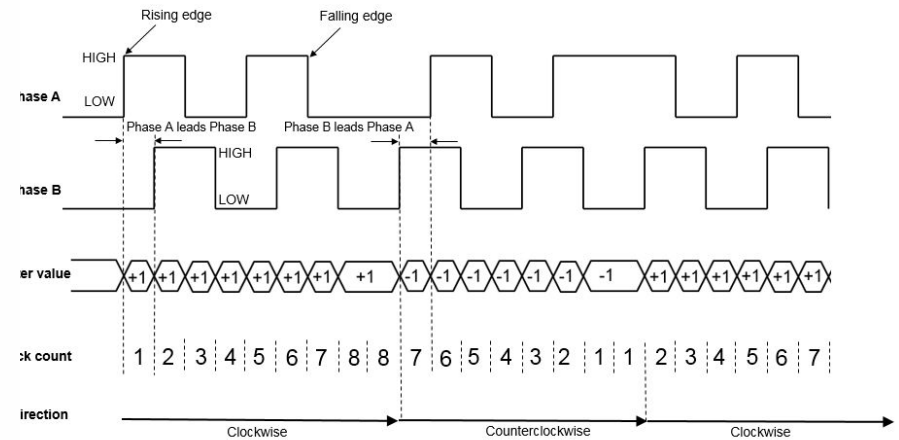 Rising edge
Falling edge
HIGH
hase A
LOW
Phase A leads Phase B
Phase B leads Phase A
HIGH
hase B
LOW
er value
+1 +1 +1 +1 +1 +1 +1 +1 -1 -1 -1 -1 -1 -1 -1 +1 +1 +1 +1 +1 +1
ck count
1 2 3 4 5 6 7 8 8 7 6 5 4 3 2 1 1 2 3 4 5 6 7
irection
Clockwise
Counterclockwise
Clockwise